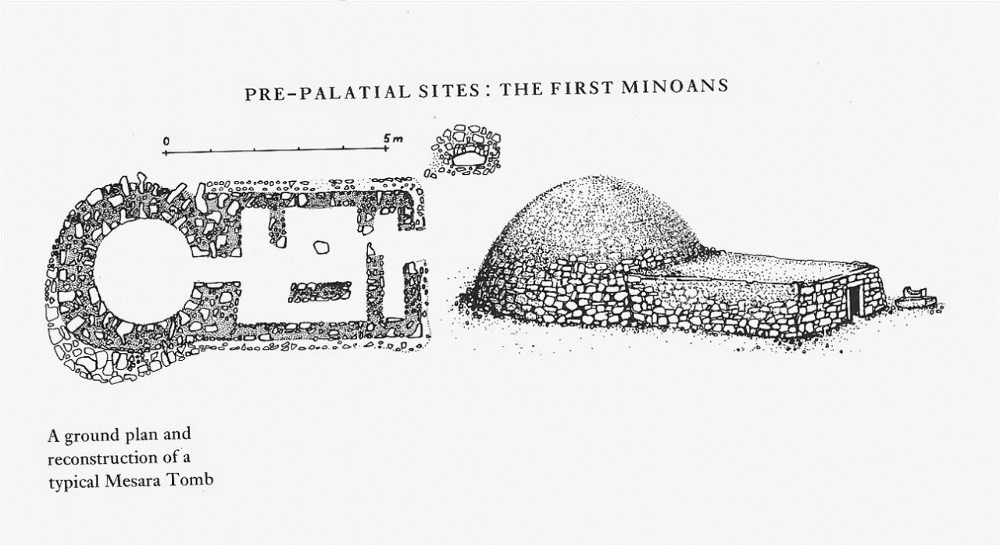 PRE-PALATIAL SITES: THE FIRST MINOANS
0 5 m
A ground plan and
reconstruction of a
typical Mesara Tomb